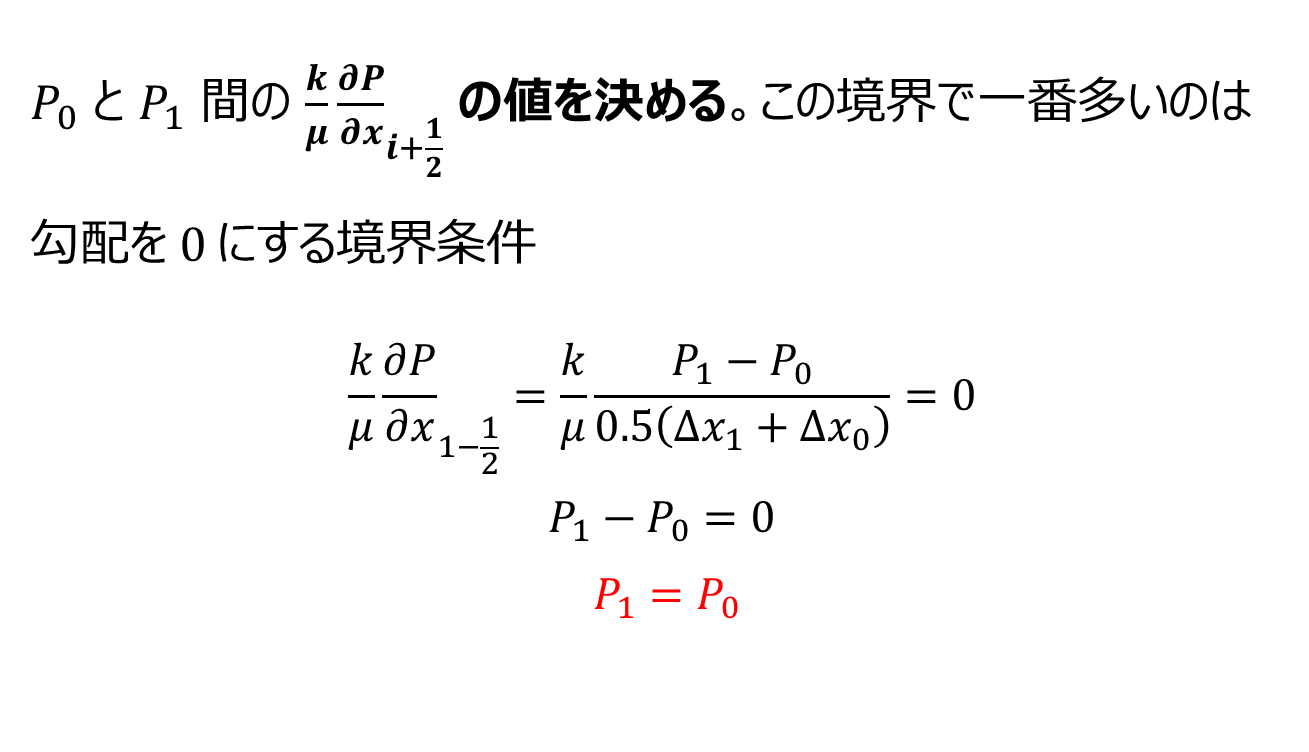 P₀ と P₁ 間の k/μ ∂P/∂x_{i+1/2} の値を決める。この境界で一番多いのは
勾配を 0 にする境界条件
k/μ ∂P/∂x_{1−1/2} = k/μ (P₁ − P₀)/(0.5(Δx₁ + Δx₀)) = 0
P₁ − P₀ = 0
P₁ = P₀